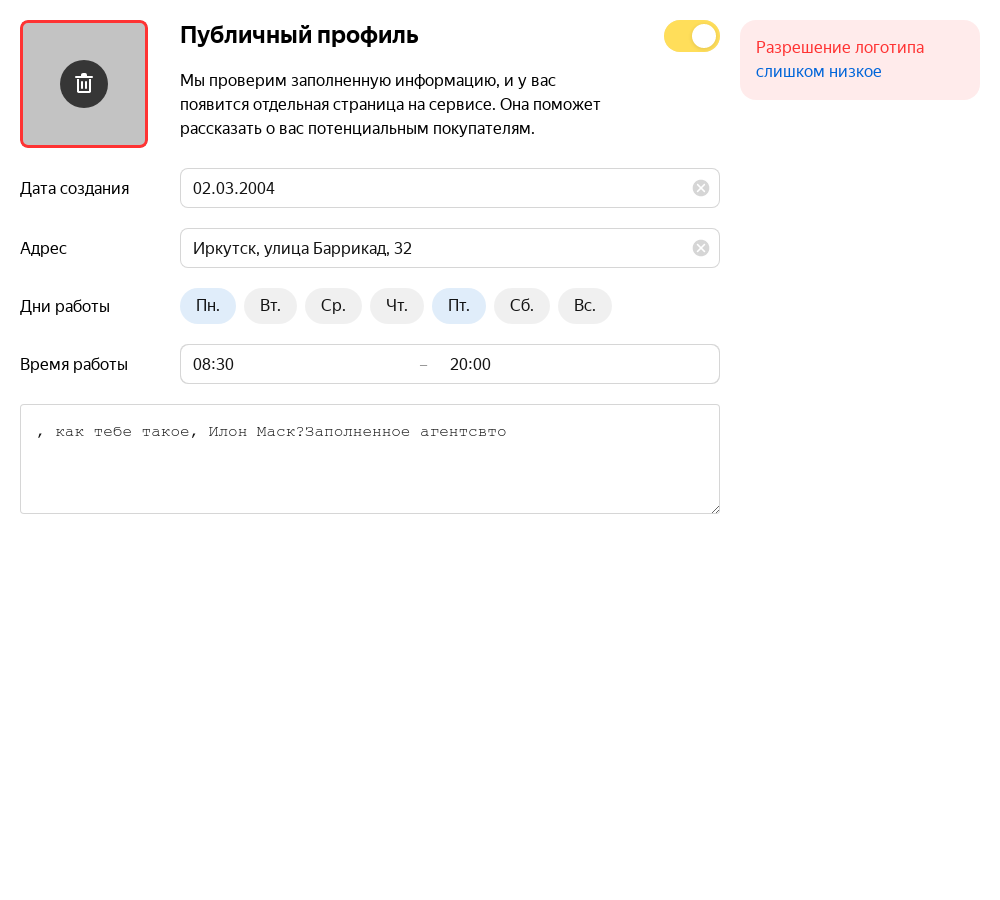 Публичный профиль
Мы проверим заполненную информацию, и у вас
появится отдельная страница на сервисе. Она поможет
рассказать о вас потенциальным покупателям.
Разрешение логотипа
слишком низкое
Дата создания 02.03.2004
Адрес Иркутск, улица Баррикад, 32
Дни работы Пн. Вт. Ср. Чт. Пт. Сб. Вс.
Время работы 08:30 – 20:00
, как тебе такое, Илон Маск?Заполненное агентсвто